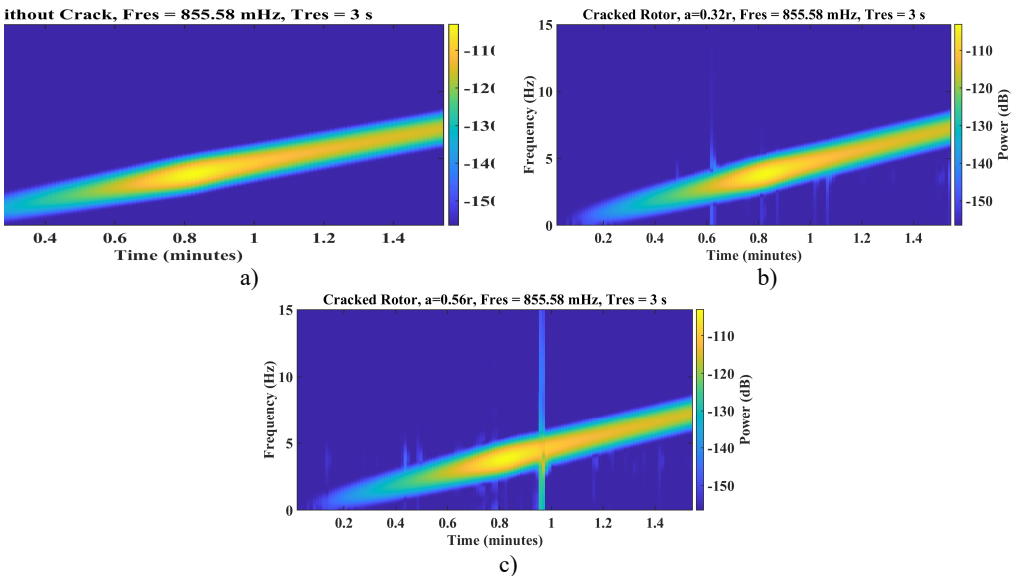 ithout Crack, Fres = 855.58 mHz, Tres = 3 s
-110
-120
-130
-140
-150
0.4 0.6 0.8 1 1.2 1.4
Time (minutes)
a)
Cracked Rotor, a=0.32r, Fres = 855.58 mHz, Tres = 3 s
15
10
5
0
Frequency (Hz)
0.2 0.4 0.6 0.8 1 1.2 1.4
Time (minutes)
-110
-120
-130
-140
-150
Power (dB)
b)
Cracked Rotor, a=0.56r, Fres = 855.58 mHz, Tres = 3 s
15
10
5
0
Frequency (Hz)
0.2 0.4 0.6 0.8 1 1.2 1.4
Time (minutes)
-110
-120
-130
-140
-150
Power (dB)
c)